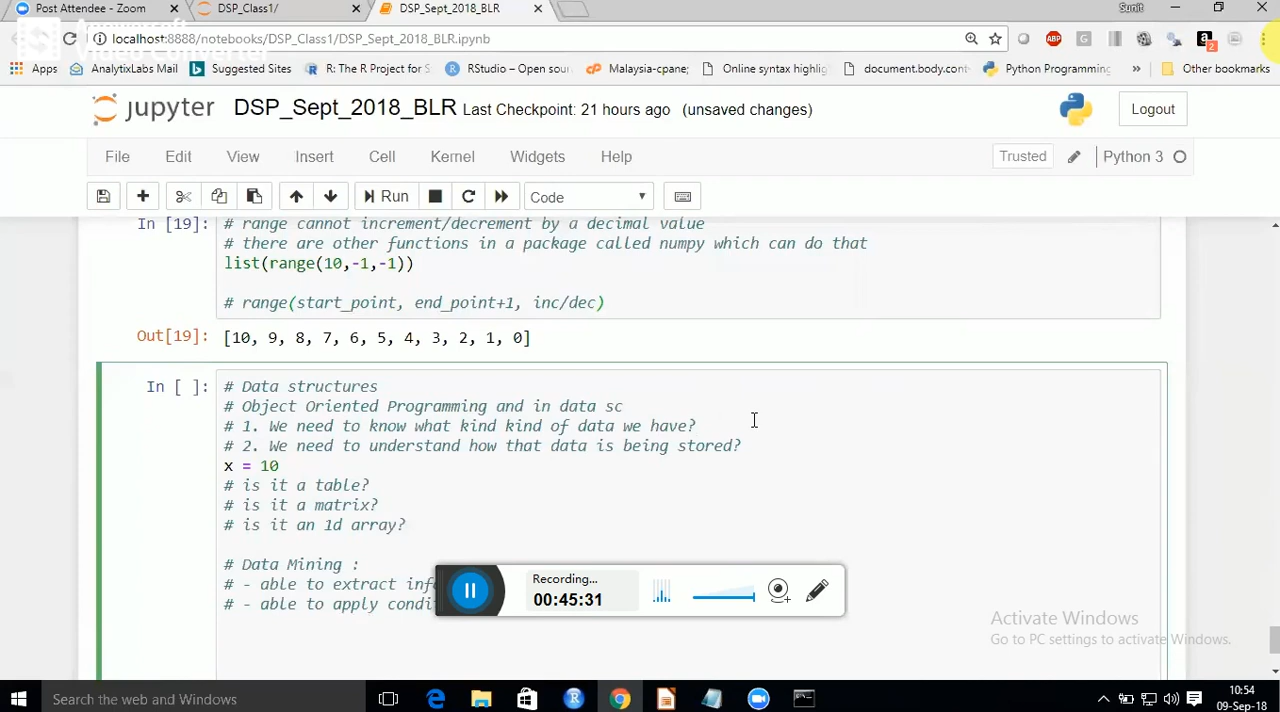 Post Attendee - Zoom
DSP_Class1/
DSP_Sept_2018_BLR
Sunit
localhost:8888/notebooks/DSP_Class1/DSP_Sept_2018_BLR.ipynb
Apps
AnalytixLabs Mail
Suggested Sites
R: The R Project for S
RStudio – Open sou
Malaysia-cpane;
Online syntax highlig
document.body.cont
Python Programming
Other bookmarks
jupyter
DSP_Sept_2018_BLR Last Checkpoint: 21 hours ago (unsaved changes)
Logout
File Edit View Insert Cell Kernel Widgets Help
Trusted
Python 3
Run
Code
In [19]:
# range cannot increment/decrement by a decimal value
# there are other functions in a package called numpy which can do that
list(range(10,-1,-1))
# range(start_point, end_point+1, inc/dec)
Out[19]: [10, 9, 8, 7, 6, 5, 4, 3, 2, 1, 0]
In [ ]:
# Data structures
# Object Oriented Programming and in data sc
# 1. We need to know what kind kind of data we have?
# 2. We need to understand how that data is being stored?
x = 10
# is it a table?
# is it a matrix?
# is it an 1d array?
# Data Mining :
# - able to extract inf
# - able to apply condi
Recording...
00:45:31
Activate Windows
Go to PC settings to activate Windows.
Search the web and Windows
10:54
09-Sep-18